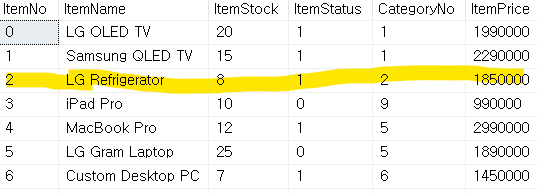 ItemNo ItemName ItemStock ItemStatus CategoryNo ItemPrice
0 LG OLED TV 20 1 1 1990000
1 Samsung QLED TV 15 1 1 2290000
2 LG Refrigerator 8 1 2 1850000
3 iPad Pro 10 0 9 990000
4 MacBook Pro 12 1 5 2990000
5 LG Gram Laptop 25 0 5 1890000
6 Custom Desktop PC 7 1 6 1450000